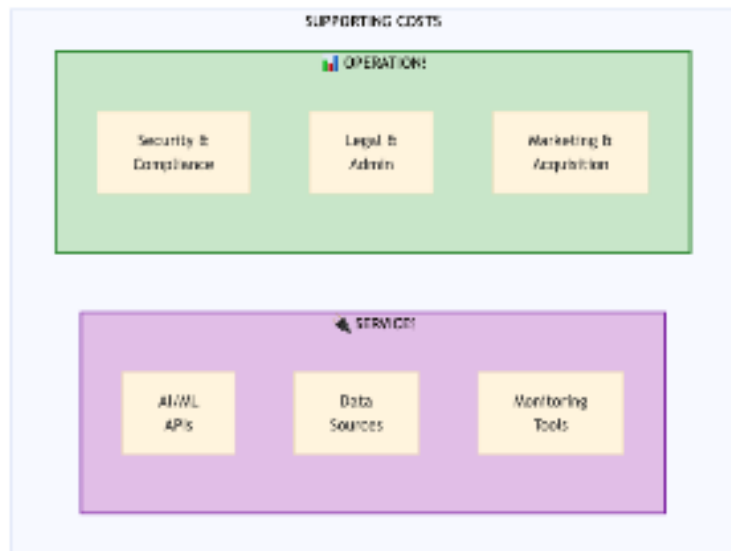 SUPPORTING COSTS
OPERATIONS
Security &
Compliance
Legal &
Admin
Marketing &
Acquisition
SERVICES
AI/ML
APIs
Data
Sources
Monitoring
Tools